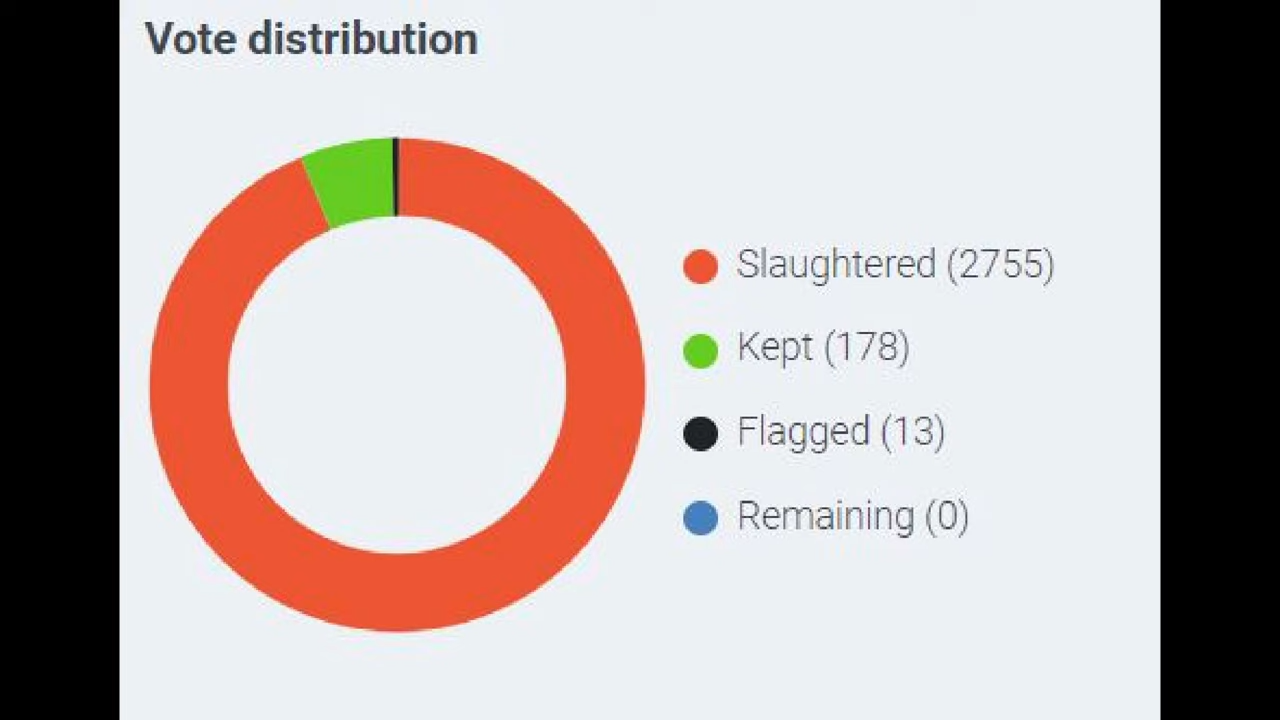 Vote distribution
Slaughtered (2755)
Kept (178)
Flagged (13)
Remaining (0)